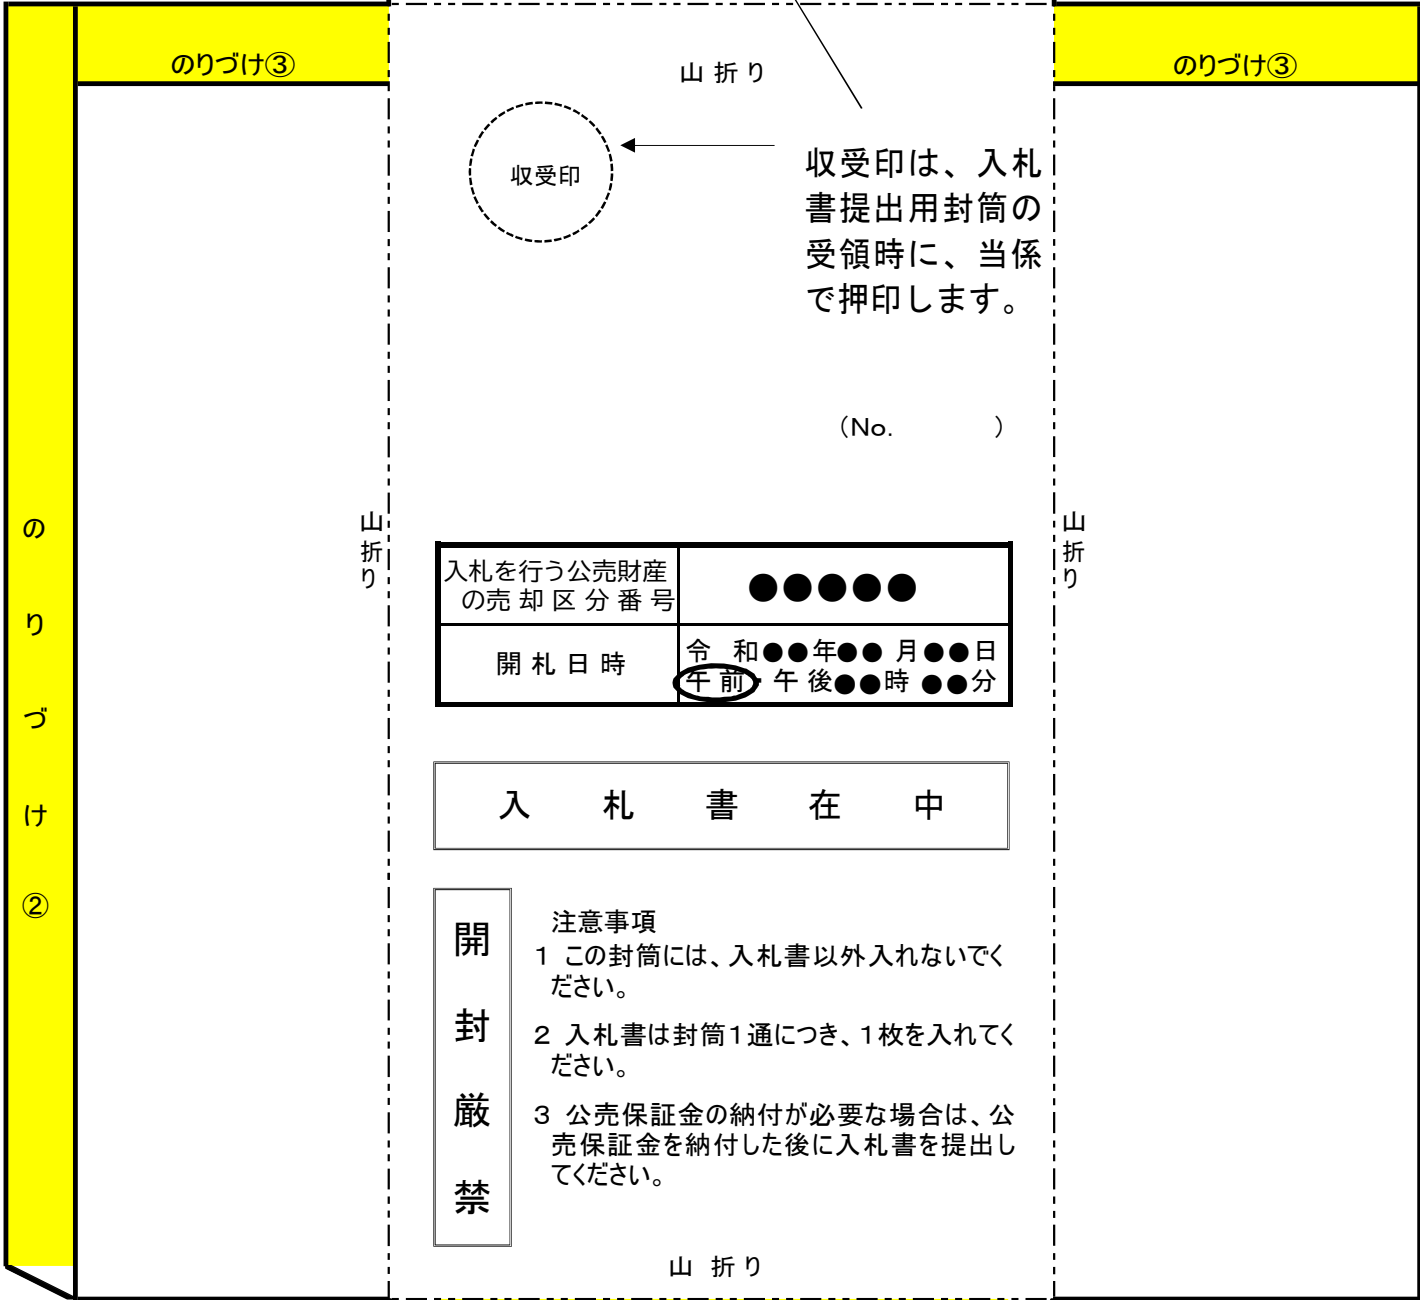 のりづけ③
山折り
のりづけ③
収受印
収受印は、入札
書提出用封筒の
受領時に、当係
で押印します。
（No.　　　）
のりづけ②
山折り
山折り
入札を行う公売財産
の売却区分番号
●●●●●
開札日時
令和●●年●●月●●日
午前・午後●●時●●分
入札書在中
開封厳禁
注意事項
1 この封筒には、入札書以外入れないでく
ださい。
2 入札書は封筒1通につき、1枚を入れてく
ださい。
3 公売保証金の納付が必要な場合は、公
売保証金を納付した後に入札書を提出し
てください。
山折り